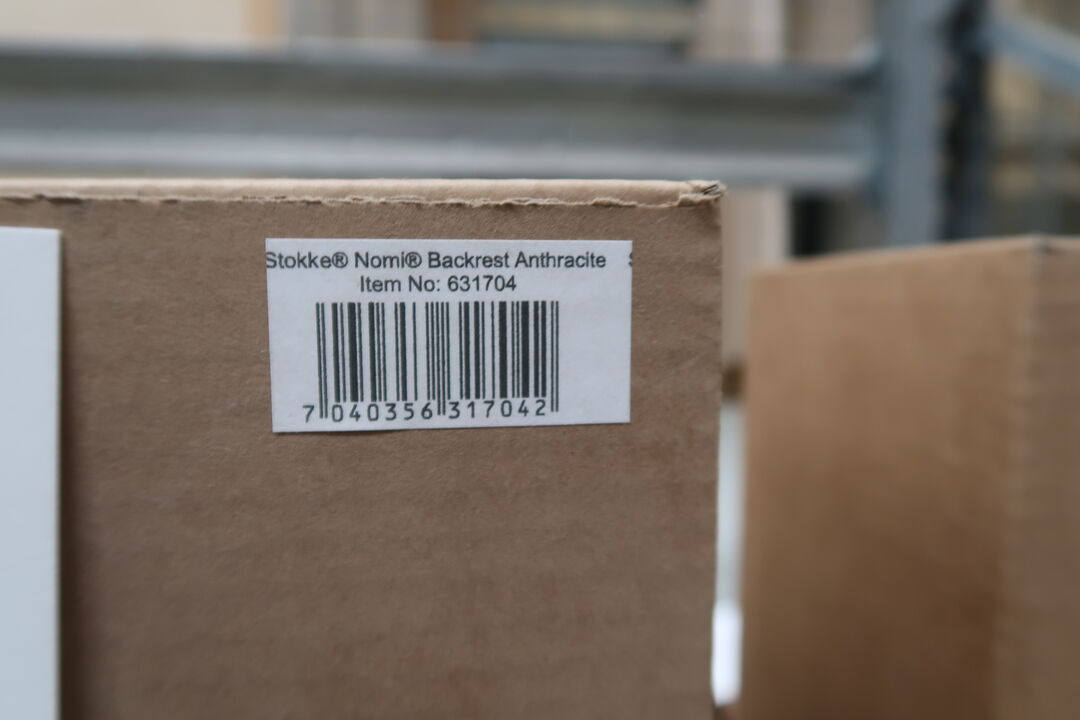 Stokke® Nomi® Backrest Anthracite
Item No: 631704
7 040356 317042